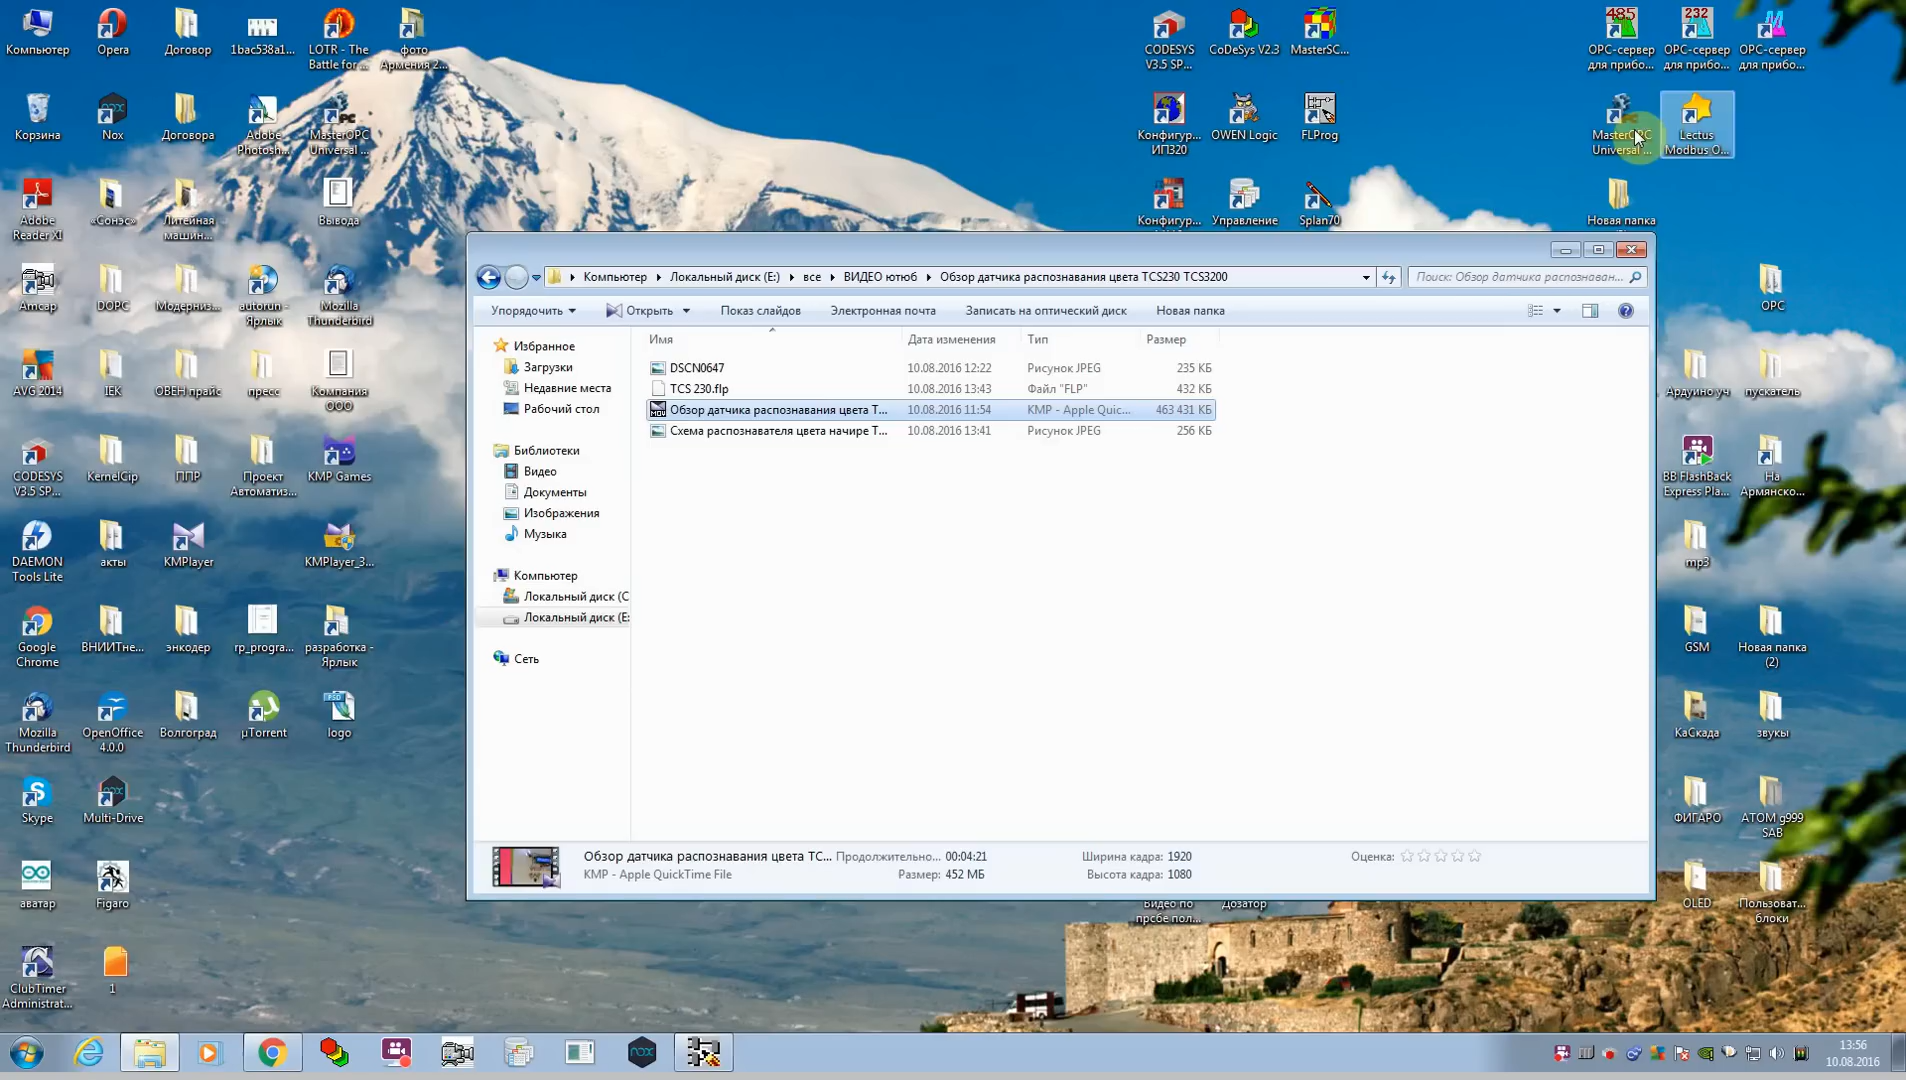 Компьютер
Opera
Договор
1bac538a1...
LOTR - The
Battle for ...
фото
Армения 2...
CODESYS
V3.5 SP...
CoDeSys V2.3
MasterSC...
485
OPC-сервер
для прибо...
232
OPC-сервер
для прибо...
OPC-сервер
для прибо...
Корзина
Nox
Договора
Adobe
Photosh...
MasterOPC
Universal ...
Конфигур...
ИП320
OWEN Logic
FLProg
MasterOPC
Universal ...
Lectus
Modbus O...
Adobe
Reader XI
«Сонэс»
Литейная
машин...
Вывода
Конфигур...
Управление
Splan70
Новая папка
Amcap
DOPC
Модерниз...
autorun -
Ярлык
Mozilla
Thunderbird
OPC
AVG 2014
IEK
ОВЕН прайс
пресс
Компания
ООО
Ардуино уч
пускатель
CODESYS
V3.5 SP...
KernelCip
ППР
Проект
Автоматиз...
KMP Games
BB FlashBack
Express Pla...
На
Армянско...
DAEMON
Tools Lite
акты
KMPlayer
KMPlayer_3...
mp3
Google
Chrome
ВНИИТне...
энкодер
rp_progra...
разработка -
Ярлык
GSM
Новая папка
(2)
Mozilla
Thunderbird
OpenOffice
4.0.0
Волгоград
µTorrent
PSD
logo
КаСкада
звукы
Skype
Multi-Drive
ФИГАРО
ATOM g999
SAB
аватар
Figaro
Видео по
прсбе пол...
Дозатор
OLED
Пользоват...
блоки
ClubTimer
Administrat...
1
Компьютер
Локальный диск (E:)
все
ВИДЕО ютюб
Обзор датчика распознавания цвета TCS230 TCS3200
Поиск: Обзор датчика распознаван...
Упорядочить
Открыть
Показ слайдов
Электронная почта
Записать на оптический диск
Новая папка
Избранное
Загрузки
Недавние места
Рабочий стол
Библиотеки
Видео
Документы
Изображения
Музыка
Компьютер
Локальный диск (C
Локальный диск (E:
Сеть
Имя Дата изменения Тип Размер
DSCN0647 10.08.2016 12:22 Рисунок JPEG 235 КБ
TCS 230.flp 10.08.2016 13:43 Файл "FLP" 432 КБ
MOV Обзор датчика распознавания цвета Т... 10.08.2016 11:54 KMP - Apple Quic... 463 431 КБ
Схема распознавателя цвета начире Т... 10.08.2016 13:41 Рисунок JPEG 256 КБ
Обзор датчика распознавания цвета ТС... Продолжительно... 00:04:21 Ширина кадра: 1920 Оценка:
KMP - Apple QuickTime File Размер: 452 МБ Высота кадра: 1080
nox
13:56
10.08.2016